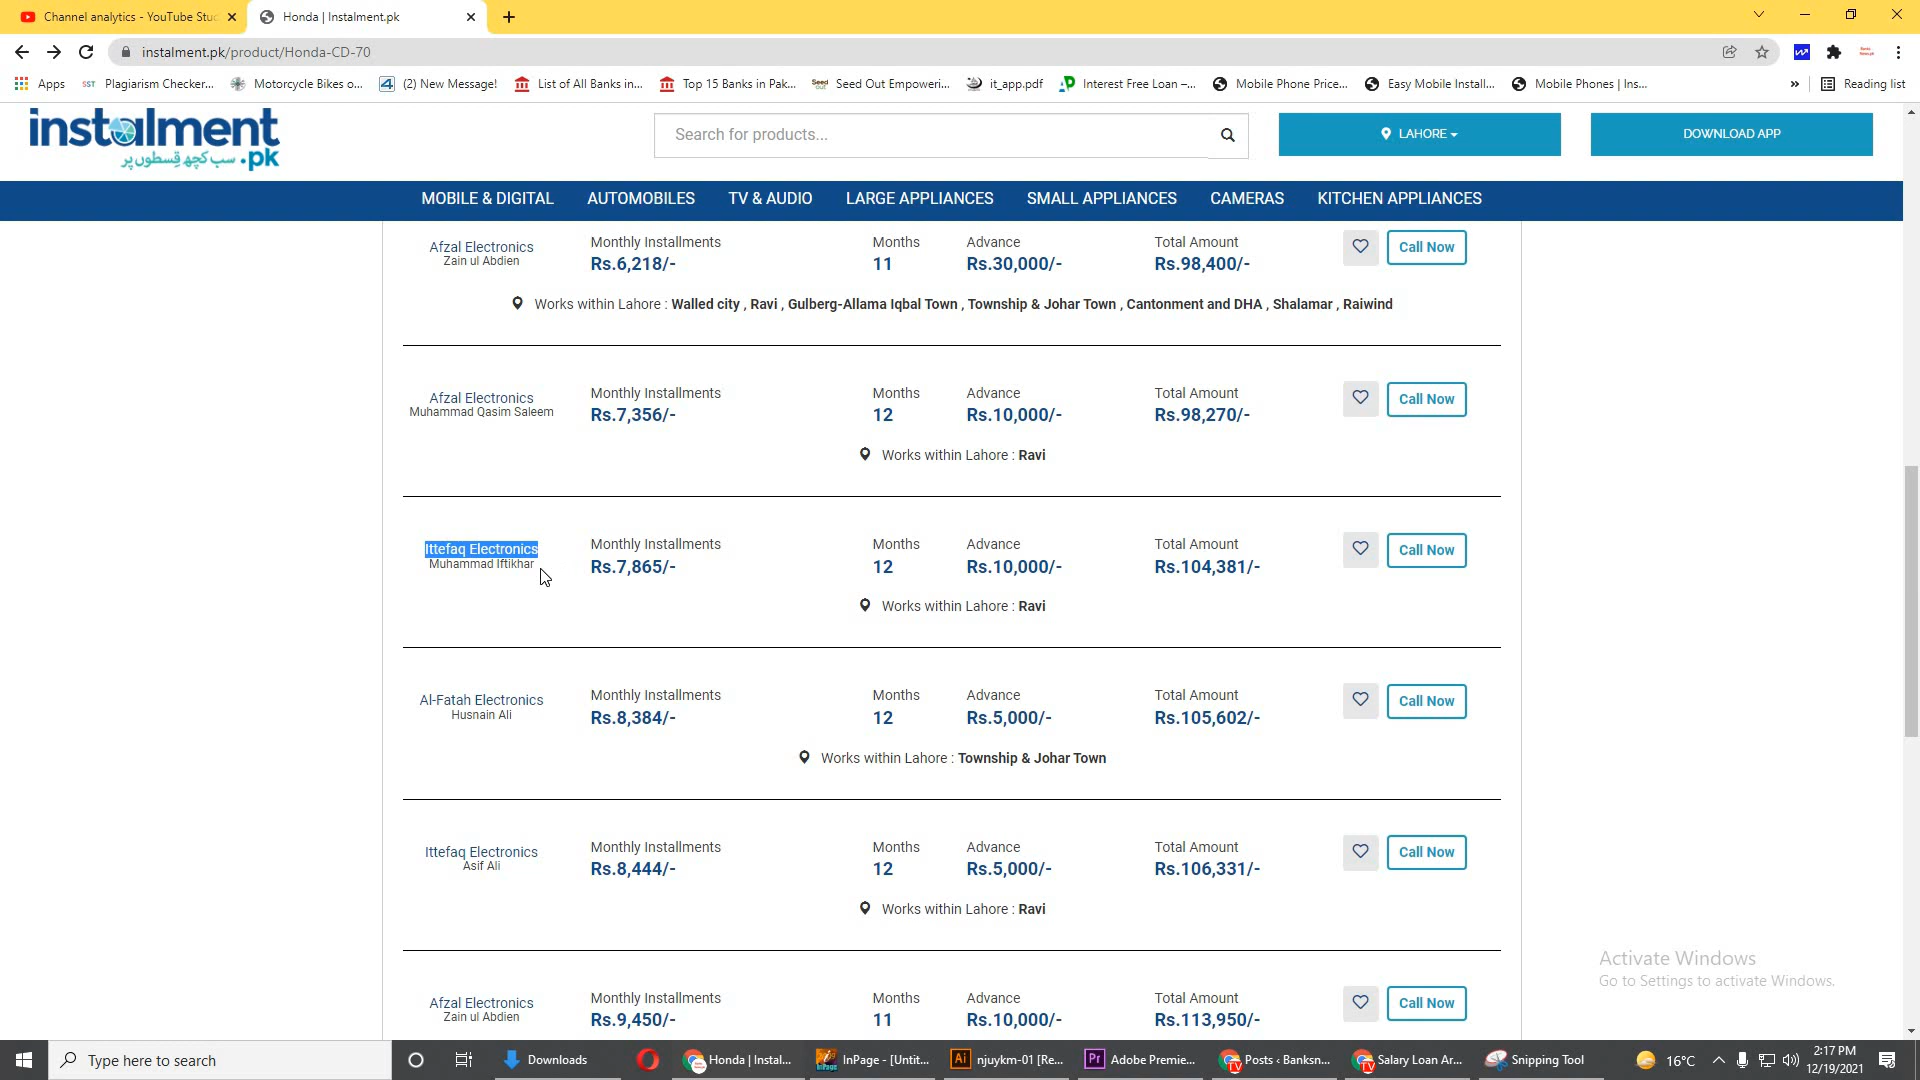 Channel analytics - YouTube Stu
Honda | Instalment.pk
instalment.pk/product/Honda-CD-70
Apps
SST Plagiarism Checker...
Motorcycle Bikes o...
(2) New Message!
List of All Banks in...
Top 15 Banks in Pak...
Seed Out Empoweri...
it_app.pdf
Interest Free Loan –...
Mobile Phone Price...
Easy Mobile Install...
Mobile Phones | Ins...
»
Reading list
instalment
سب کچھ قِسطوں پر .pk
Search for products...
LAHORE
DOWNLOAD APP
MOBILE & DIGITAL AUTOMOBILES TV & AUDIO LARGE APPLIANCES SMALL APPLIANCES CAMERAS KITCHEN APPLIANCES
Afzal Electronics
Zain ul Abdien
Monthly Installments
Rs.6,218/-
Months
11
Advance
Rs.30,000/-
Total Amount
Rs.98,400/-
Call Now
Works within Lahore : Walled city , Ravi , Gulberg-Allama Iqbal Town , Township & Johar Town , Cantonment and DHA , Shalamar , Raiwind
Afzal Electronics
Muhammad Qasim Saleem
Monthly Installments
Rs.7,356/-
Months
12
Advance
Rs.10,000/-
Total Amount
Rs.98,270/-
Call Now
Works within Lahore : Ravi
Ittefaq Electronics
Muhammad Iftikhar
Monthly Installments
Rs.7,865/-
Months
12
Advance
Rs.10,000/-
Total Amount
Rs.104,381/-
Call Now
Works within Lahore : Ravi
Al-Fatah Electronics
Husnain Ali
Monthly Installments
Rs.8,384/-
Months
12
Advance
Rs.5,000/-
Total Amount
Rs.105,602/-
Call Now
Works within Lahore : Township & Johar Town
Ittefaq Electronics
Asif Ali
Monthly Installments
Rs.8,444/-
Months
12
Advance
Rs.5,000/-
Total Amount
Rs.106,331/-
Call Now
Works within Lahore : Ravi
Afzal Electronics
Zain ul Abdien
Monthly Installments
Rs.9,450/-
Months
11
Advance
Rs.10,000/-
Total Amount
Rs.113,950/-
Call Now
Activate Windows
Go to Settings to activate Windows.
Type here to search
Downloads
Honda | Instal...
InPage - [Untit...
Ai njuykm-01 [Re...
Pr Adobe Premie...
Posts ‹ Banksn...
Salary Loan Ar...
Snipping Tool
16°C
2:17 PM
12/19/2021